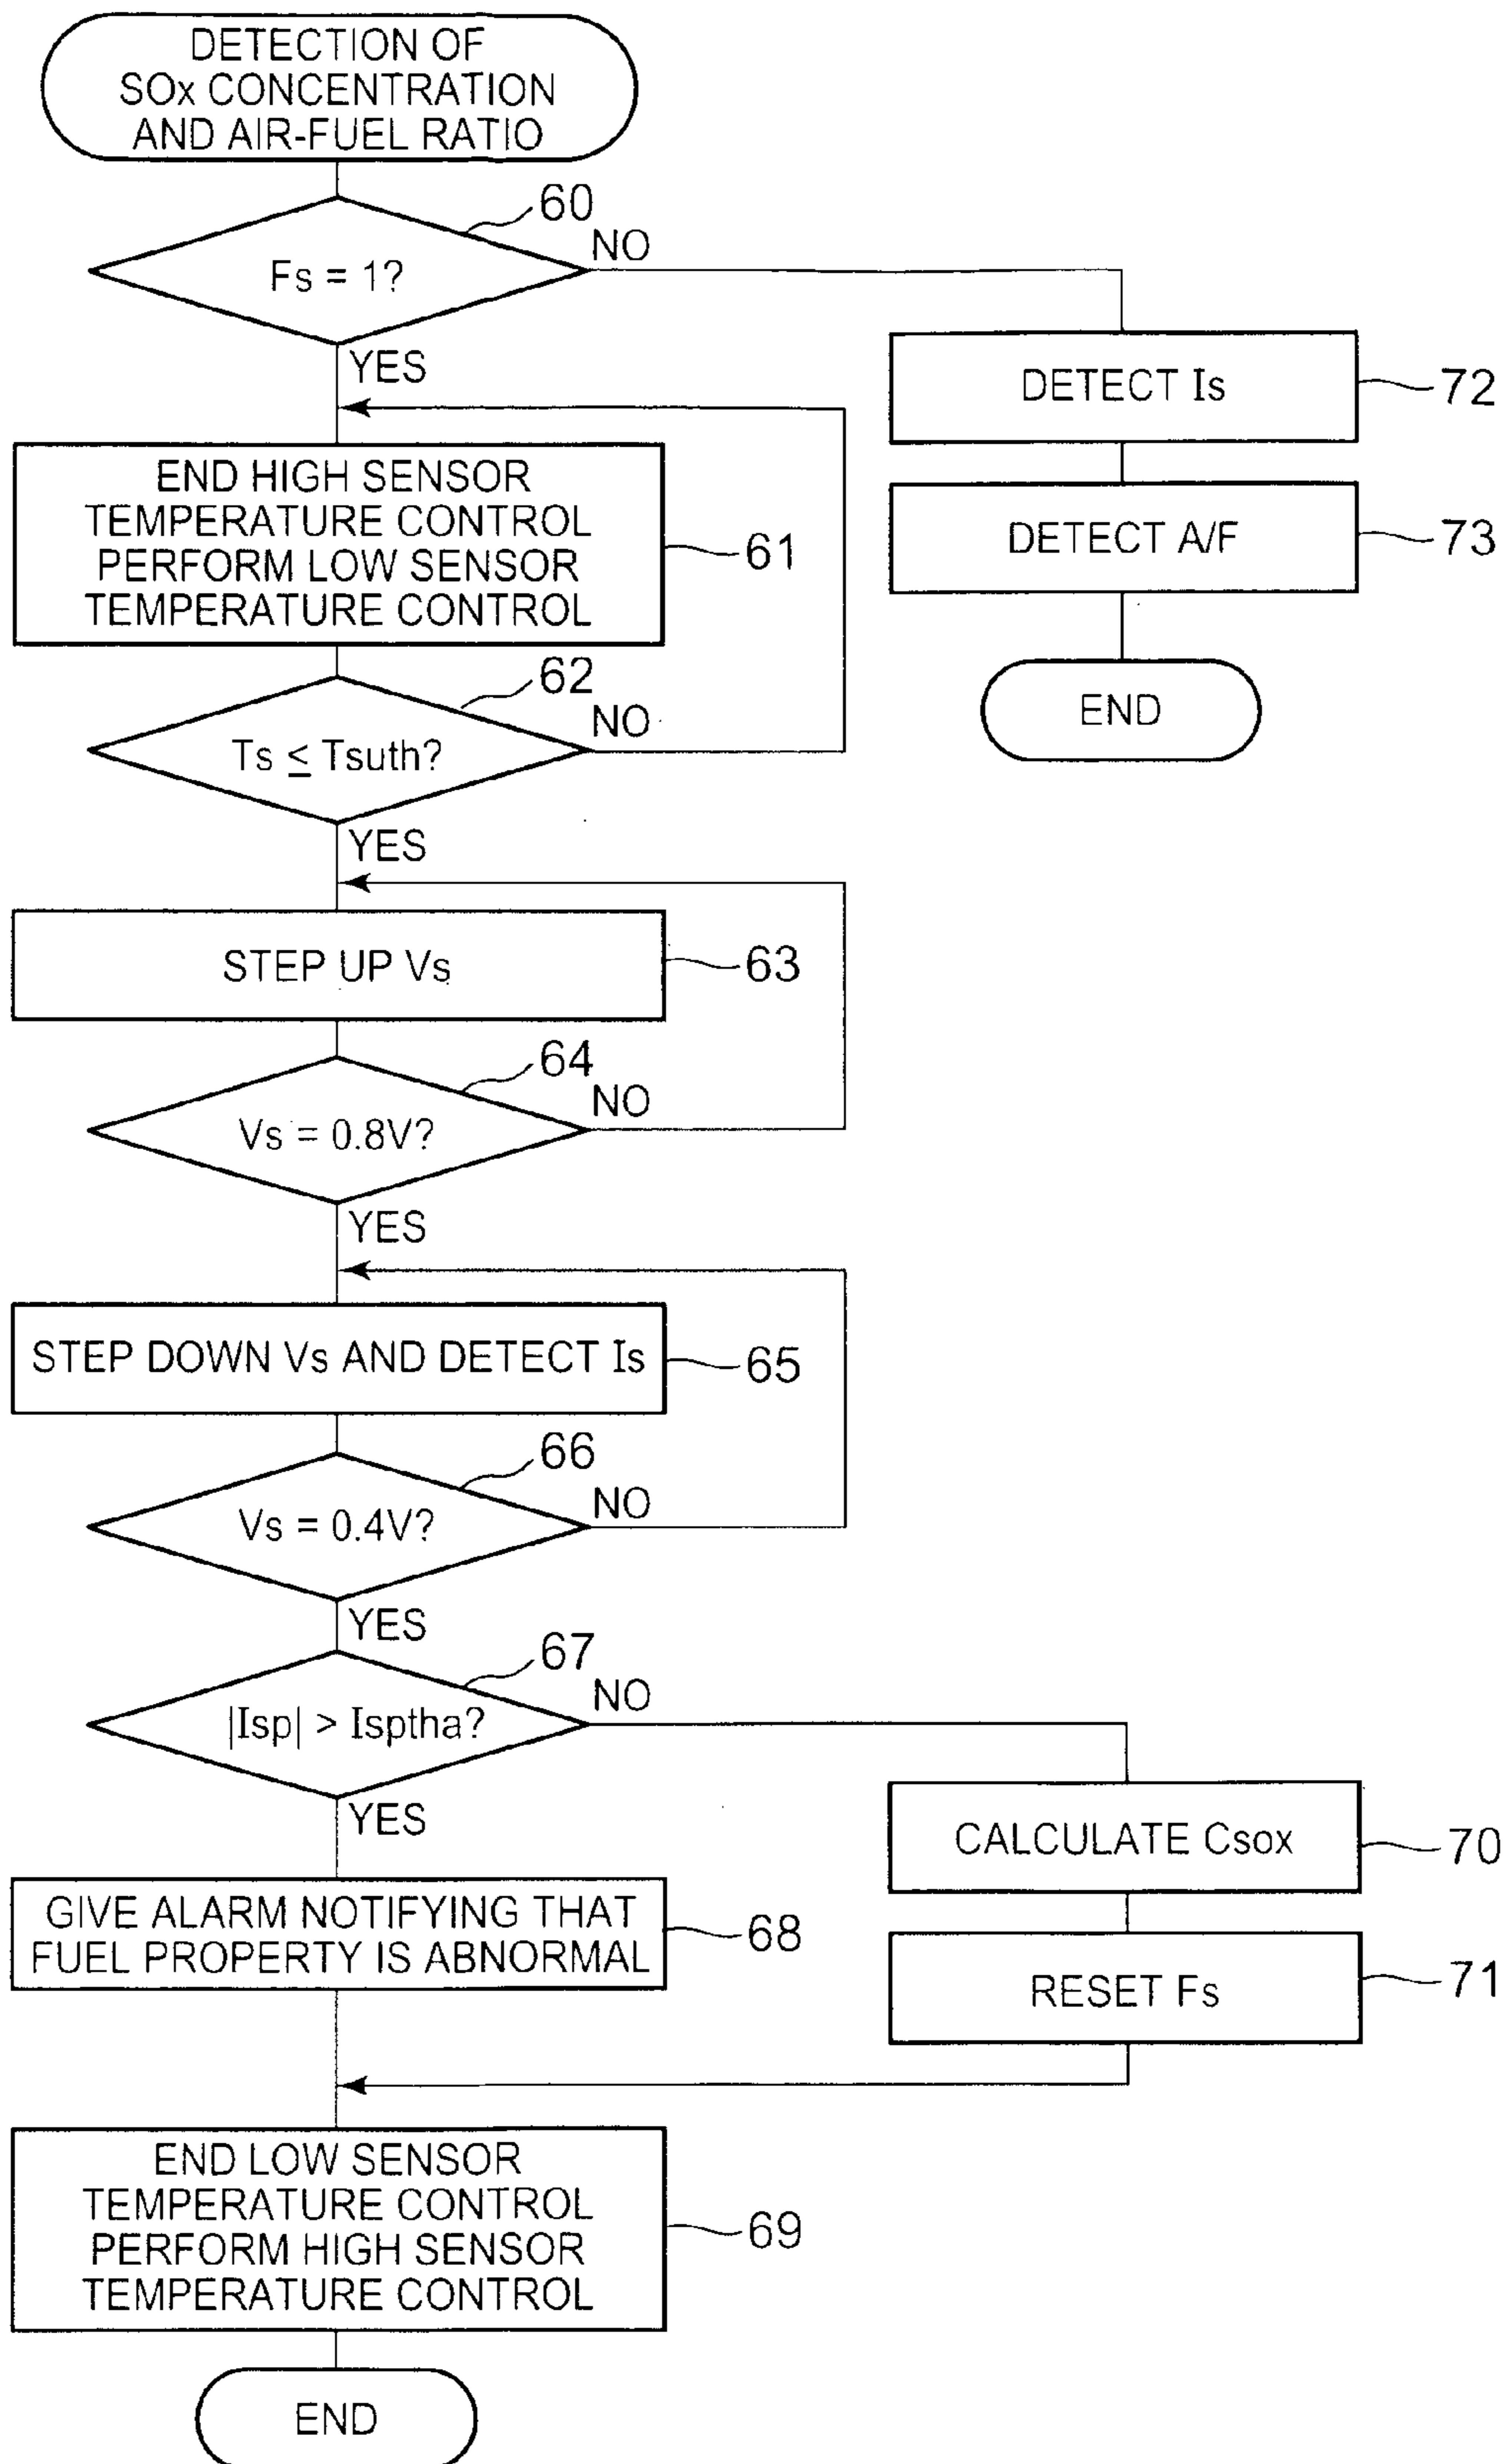 DETECTION OF
SOx CONCENTRATION
AND AIR-FUEL RATIO
60
Fs = 1?
NO
YES
DETECT Is
72
END HIGH SENSOR
TEMPERATURE CONTROL
PERFORM LOW SENSOR
TEMPERATURE CONTROL
61
DETECT A/F
73
62
Ts ≤ Tsuth?
NO
END
YES
STEP UP Vs
63
64
Vs = 0.8V?
NO
YES
STEP DOWN Vs AND DETECT Is
65
66
Vs = 0.4V?
NO
YES
67
|Isp| > Isptha?
NO
YES
CALCULATE Csox
70
GIVE ALARM NOTIFYING THAT
FUEL PROPERTY IS ABNORMAL
68
RESET Fs
71
END LOW SENSOR
TEMPERATURE CONTROL
PERFORM HIGH SENSOR
TEMPERATURE CONTROL
69
END